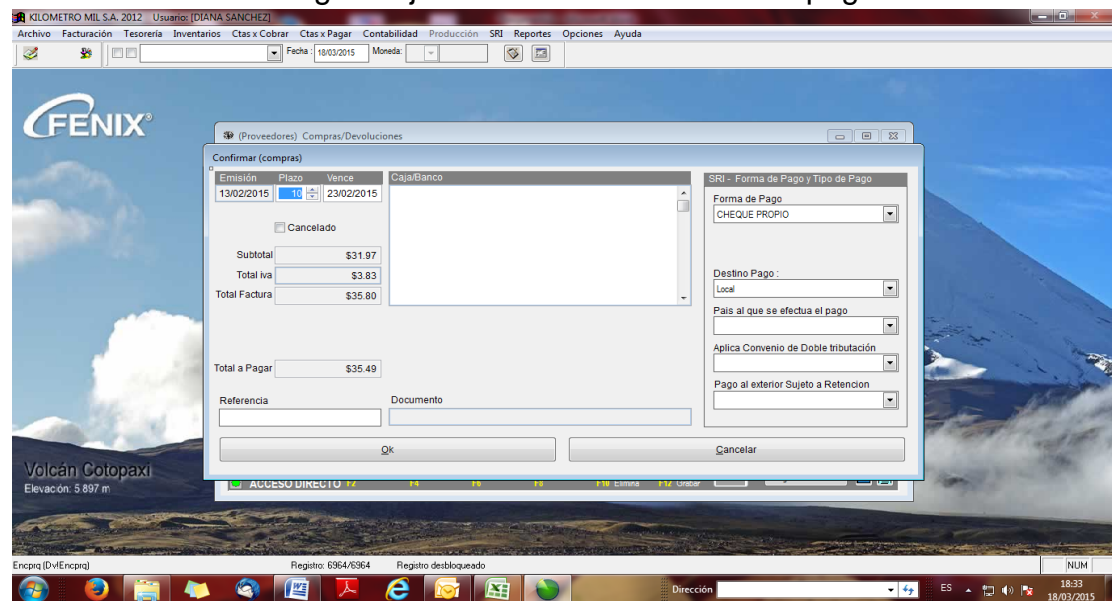 KILOMETRO MIL S.A. 2012 Usuario: [DIANA SANCHEZ]
Archivo Facturación Tesorería Inventarios Ctas x Cobrar Ctas x Pagar Contabilidad Producción SRI Reportes Opciones Ayuda
Fecha : 18/03/2015 Moneda:
FENIX®
(Proveedores) Compras/Devoluciones
Confirmar (compras)
Emisión Plazo Vence Caja/Banco SRI - Forma de Pago y Tipo de Pago
13/02/2015 10 23/02/2015
Forma de Pago
CHEQUE PROPIO
Cancelado
Subtotal $31.97
Total iva $3.83
Total Factura $35.80
Destino Pago :
Local
Pais al que se efectua el pago
Aplica Convenio de Doble tributación
Total a Pagar $35.49
Pago al exterior Sujeto a Retencion
Referencia Documento
Ok Cancelar
Volcán Cotopaxi
Elevación: 5.897 m
ACCESO DIRECTO F2 F4 F6 F8 F10 Elimina F12 Grabar
Encprq (Dv!Encprq) Registro: 6964/6964 Registro desbloqueado NUM
Dirección ES 18:33
18/03/2015